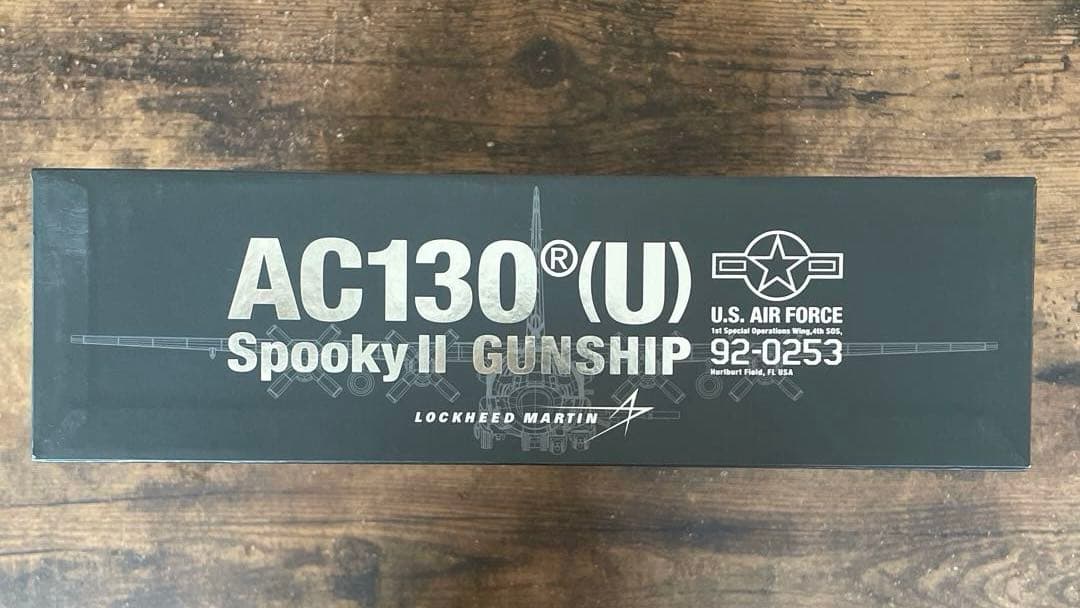 AC130®(U)
Spooky II GUNSHIP
LOCKHEED MARTIN
U.S. AIR FORCE
1st Special Operations Wing,4th SOS,
92-0253
Hurlburt Field, FL USA